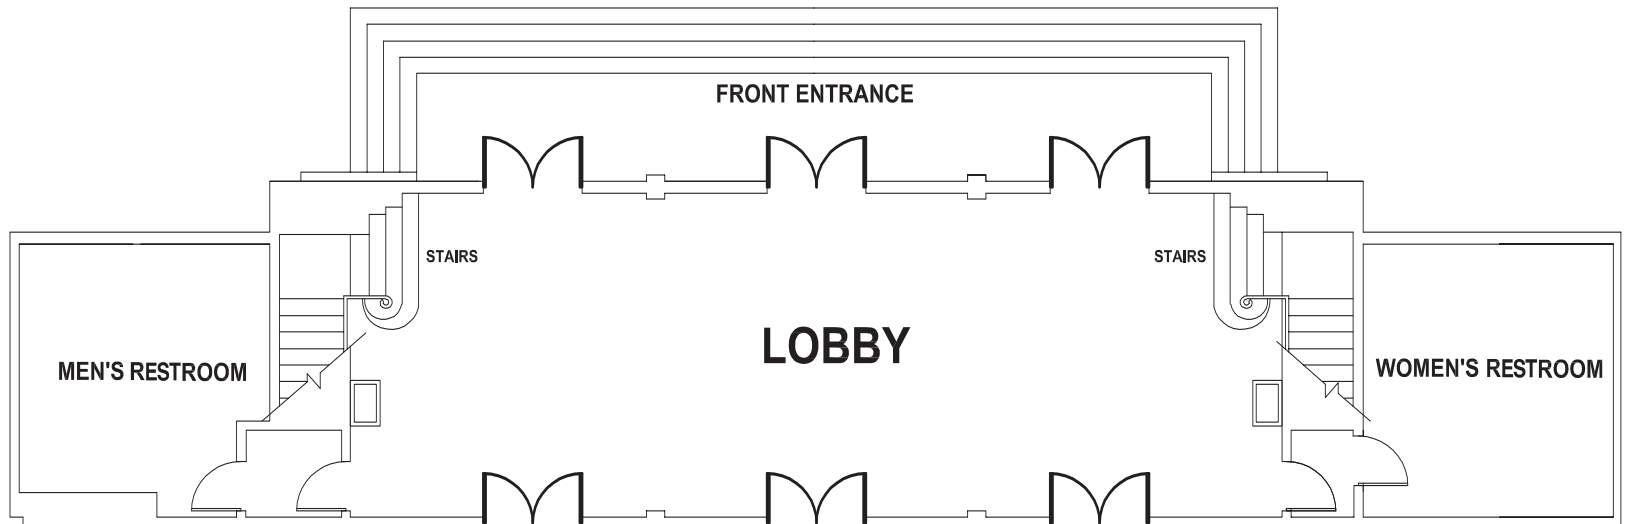 FRONT ENTRANCE
STAIRS
STAIRS
LOBBY
MEN'S RESTROOM
WOMEN'S RESTROOM